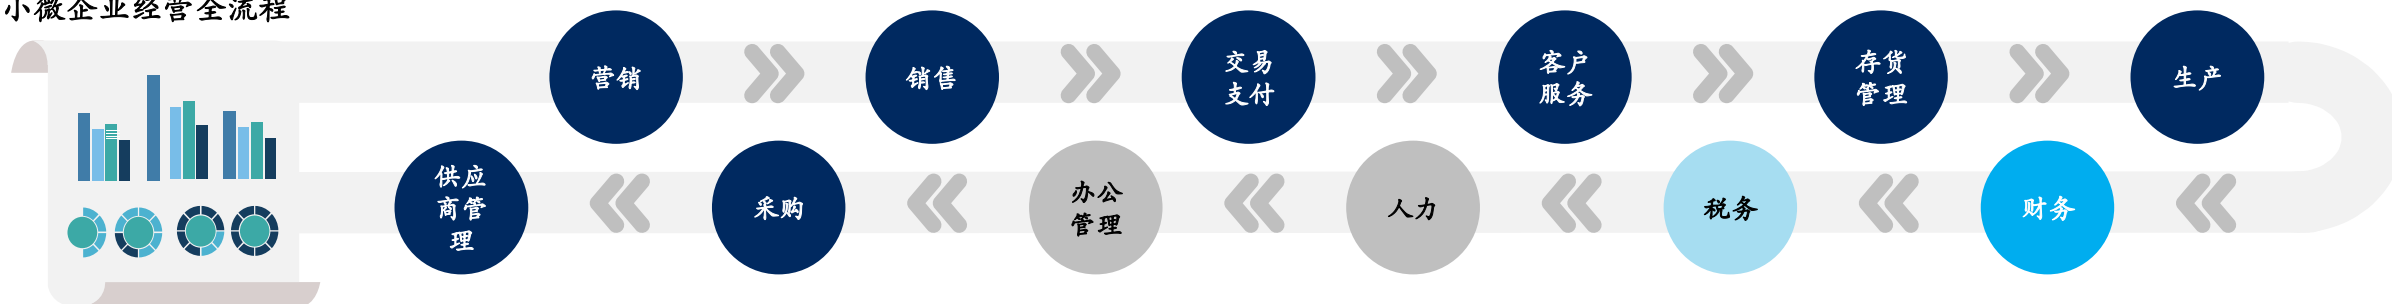 小微企业经营全流程
营销
销售
交易
支付
客户
服务
存货
管理
生产
财务
税务
人力
办公
管理
采购
供应
商管
理